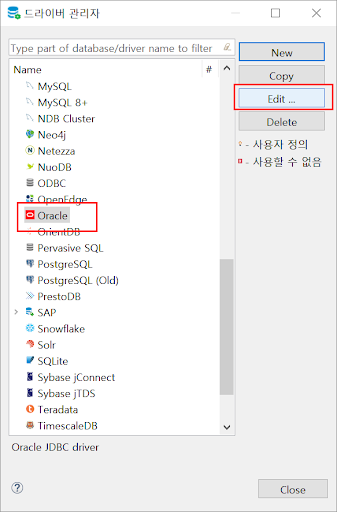 드라이버 관리자
Type part of database/driver name to filter
New
Name #
Copy
MySQL
MySQL 8+
Edit ...
NDB Cluster
Delete
Neo4j
Netezza
- 사용자 정의
NuoDB
- 사용할 수 없음
ODBC
OpenEdge
Oracle
OrientDB
Pervasive SQL
PostgreSQL
PostgreSQL (Old)
PrestoDB
SAP
Snowflake
Solr
SQLite
Sybase jConnect
Sybase jTDS
Teradata
TimescaleDB
Oracle JDBC driver
?
Close